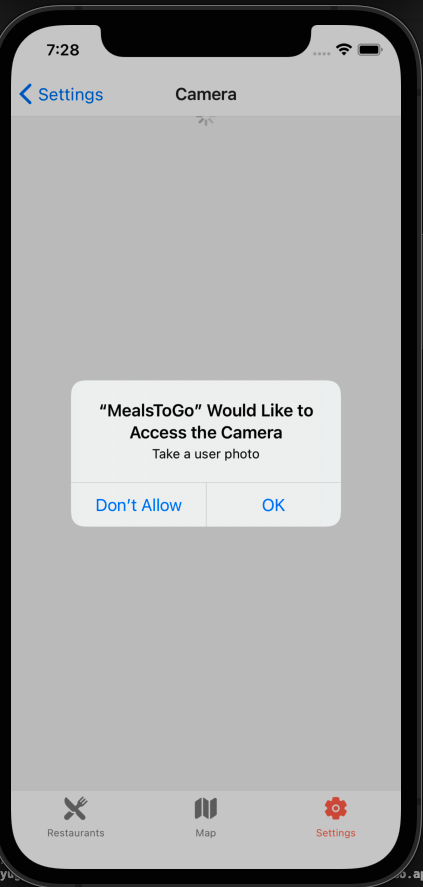 7:28
Settings
Camera
“MealsToGo” Would Like to
Access the Camera
Take a user photo
Don’t Allow
OK
Restaurants
Map
Settings